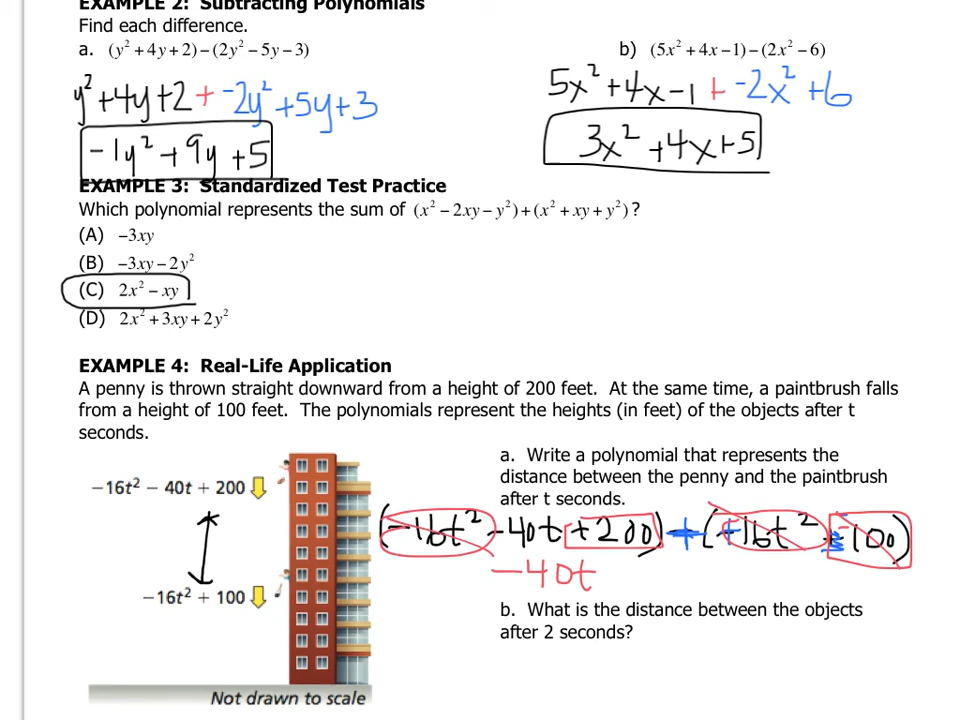 EXAMPLE 2: Subtracting Polynomials
Find each difference.
a. (y² + 4y + 2) − (2y² − 5y − 3) b) (5x² + 4x − 1) − (2x² − 6)
y² + 4y + 2 + -2y² + 5y + 3 5x² + 4x - 1 + -2x² + 6
-1y² + 9y + 5 3x² + 4x + 5
EXAMPLE 3: Standardized Test Practice
Which polynomial represents the sum of (x² − 2xy − y²) + (x² + xy + y²)?
(A) −3xy
(B) −3xy − 2y²
(C) 2x² − xy
(D) 2x² + 3xy + 2y²
EXAMPLE 4: Real-Life Application
A penny is thrown straight downward from a height of 200 feet. At the same time, a paintbrush falls
from a height of 100 feet. The polynomials represent the heights (in feet) of the objects after t
seconds.
a. Write a polynomial that represents the
distance between the penny and the paintbrush
after t seconds.
−16t² − 40t + 200
(-16t² - 40t + 200) + (+16t² - 100)
-40t
−16t² + 100
b. What is the distance between the objects
after 2 seconds?
Not drawn to scale